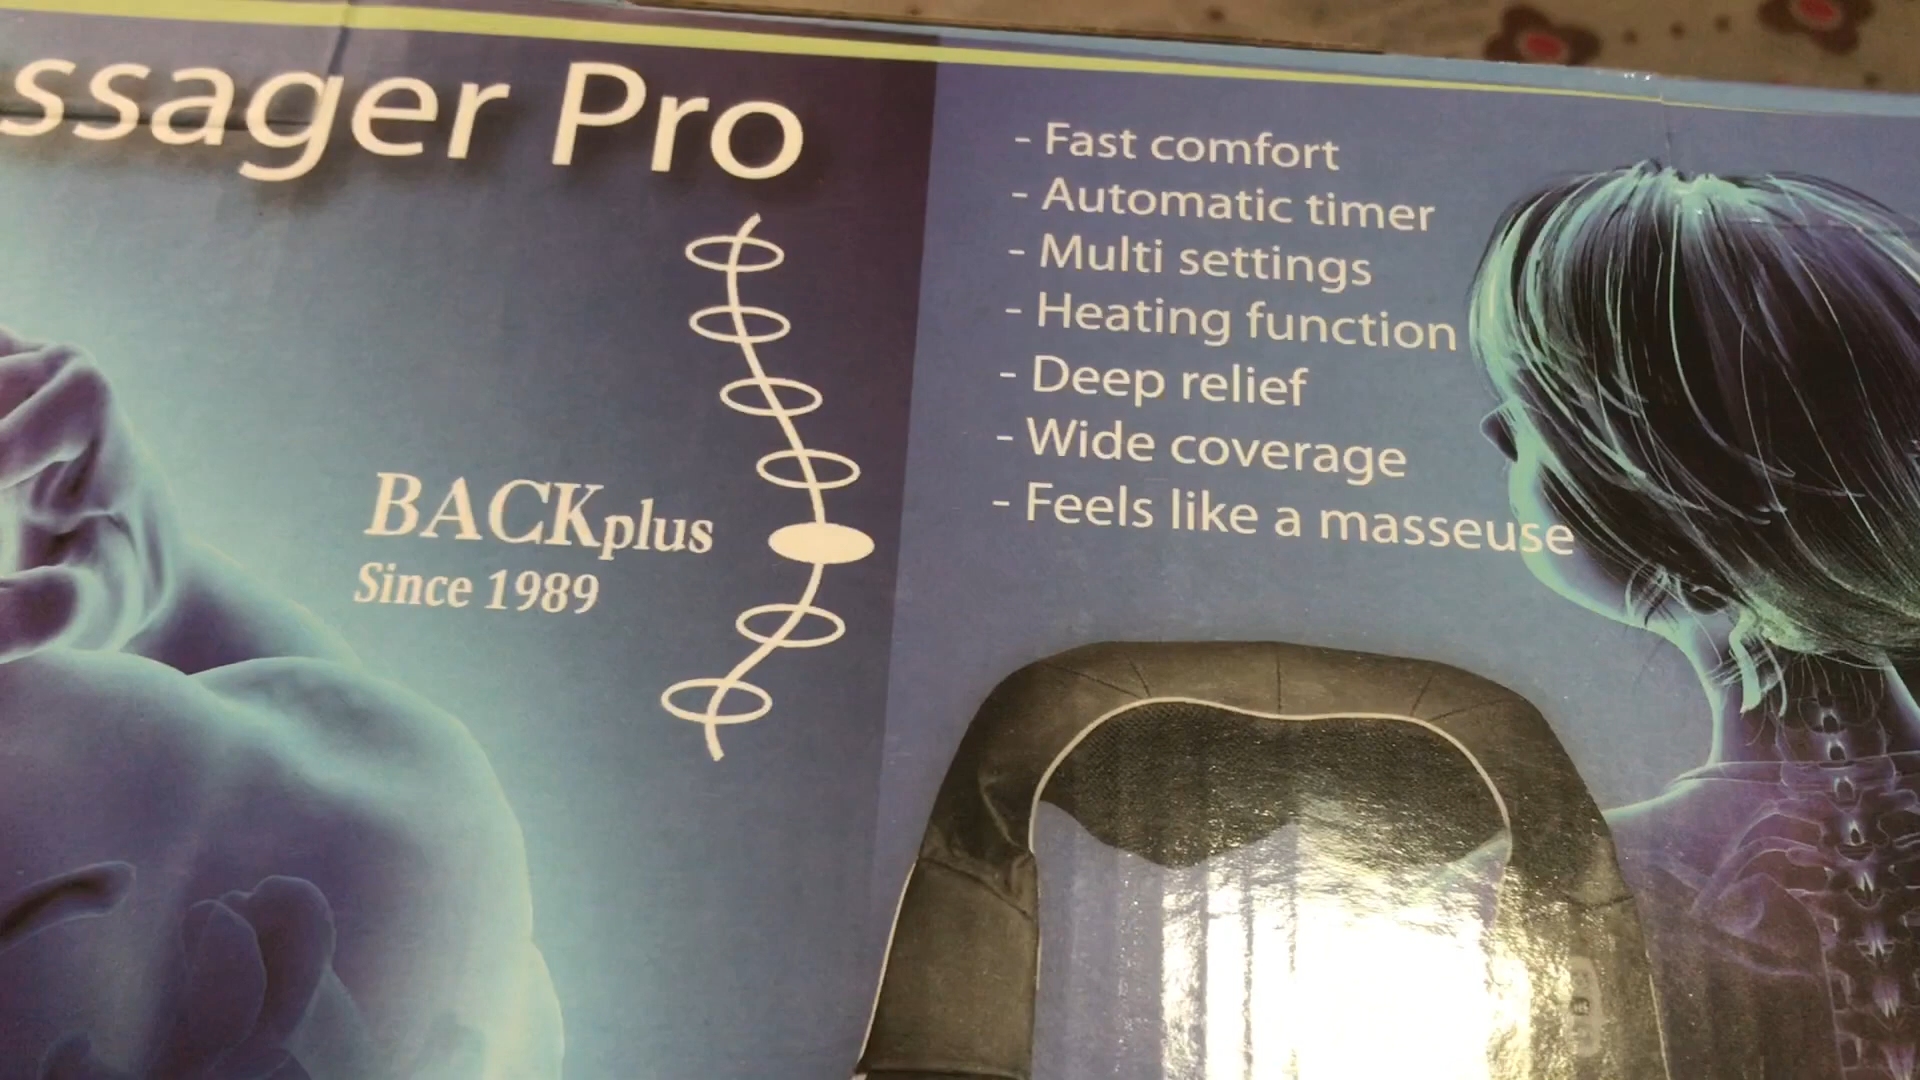 ssager Pro
BACKplus
Since 1989
- Fast comfort
- Automatic timer
- Multi settings
- Heating function
- Deep relief
- Wide coverage
- Feels like a masseuse